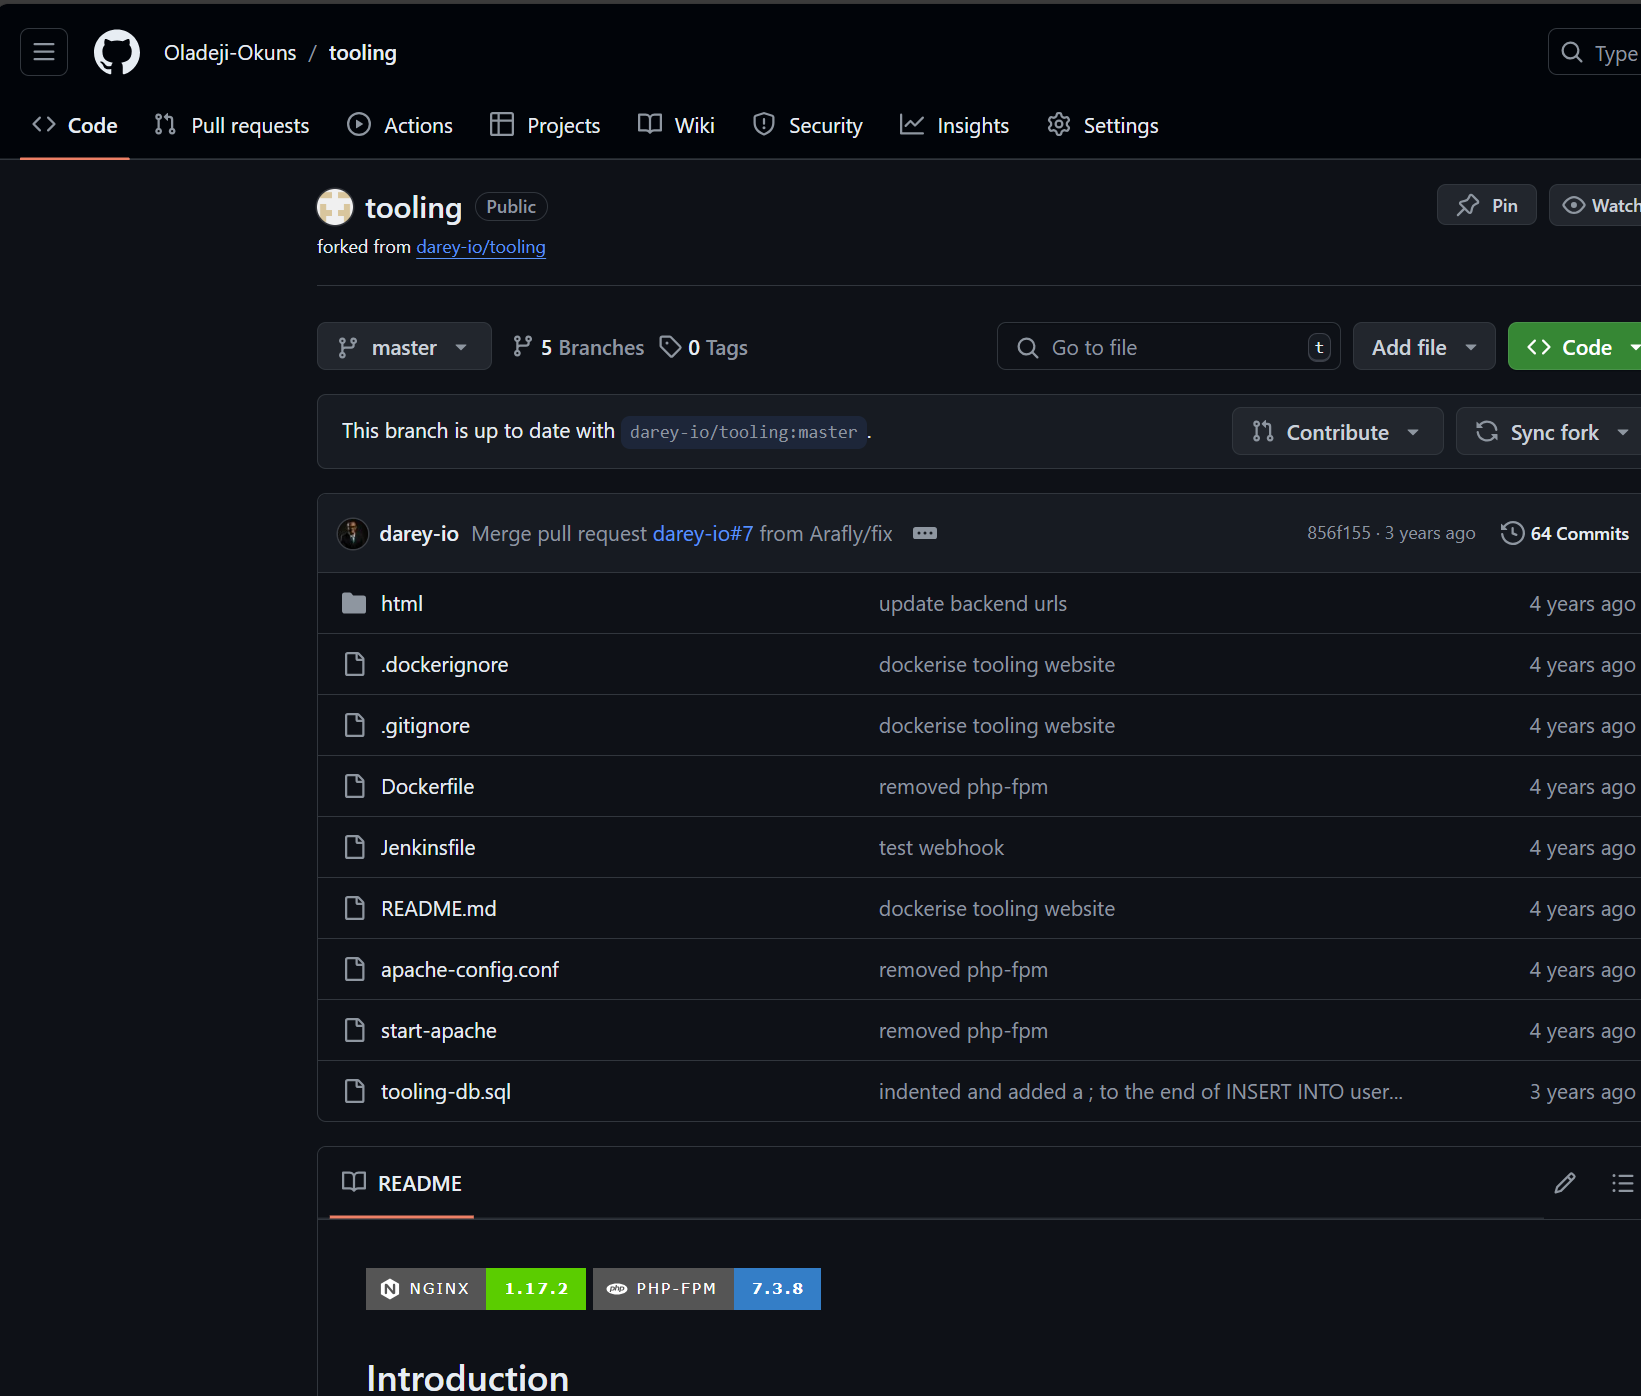 Oladeji-Okuns / tooling
Type
Code Pull requests Actions Projects Wiki Security Insights Settings
tooling Public
Pin Watch
forked from darey-io/tooling
master 5 Branches 0 Tags Go to file t Add file Code
This branch is up to date with darey-io/tooling:master . Contribute Sync fork
darey-io Merge pull request darey-io#7 from Arafly/fix 856f155 · 3 years ago 64 Commits
html update backend urls 4 years ago
.dockerignore dockerise tooling website 4 years ago
.gitignore dockerise tooling website 4 years ago
Dockerfile removed php-fpm 4 years ago
Jenkinsfile test webhook 4 years ago
README.md dockerise tooling website 4 years ago
apache-config.conf removed php-fpm 4 years ago
start-apache removed php-fpm 4 years ago
tooling-db.sql indented and added a ; to the end of INSERT INTO user... 3 years ago
README
NGINX 1.17.2 php PHP-FPM 7.3.8
Introduction